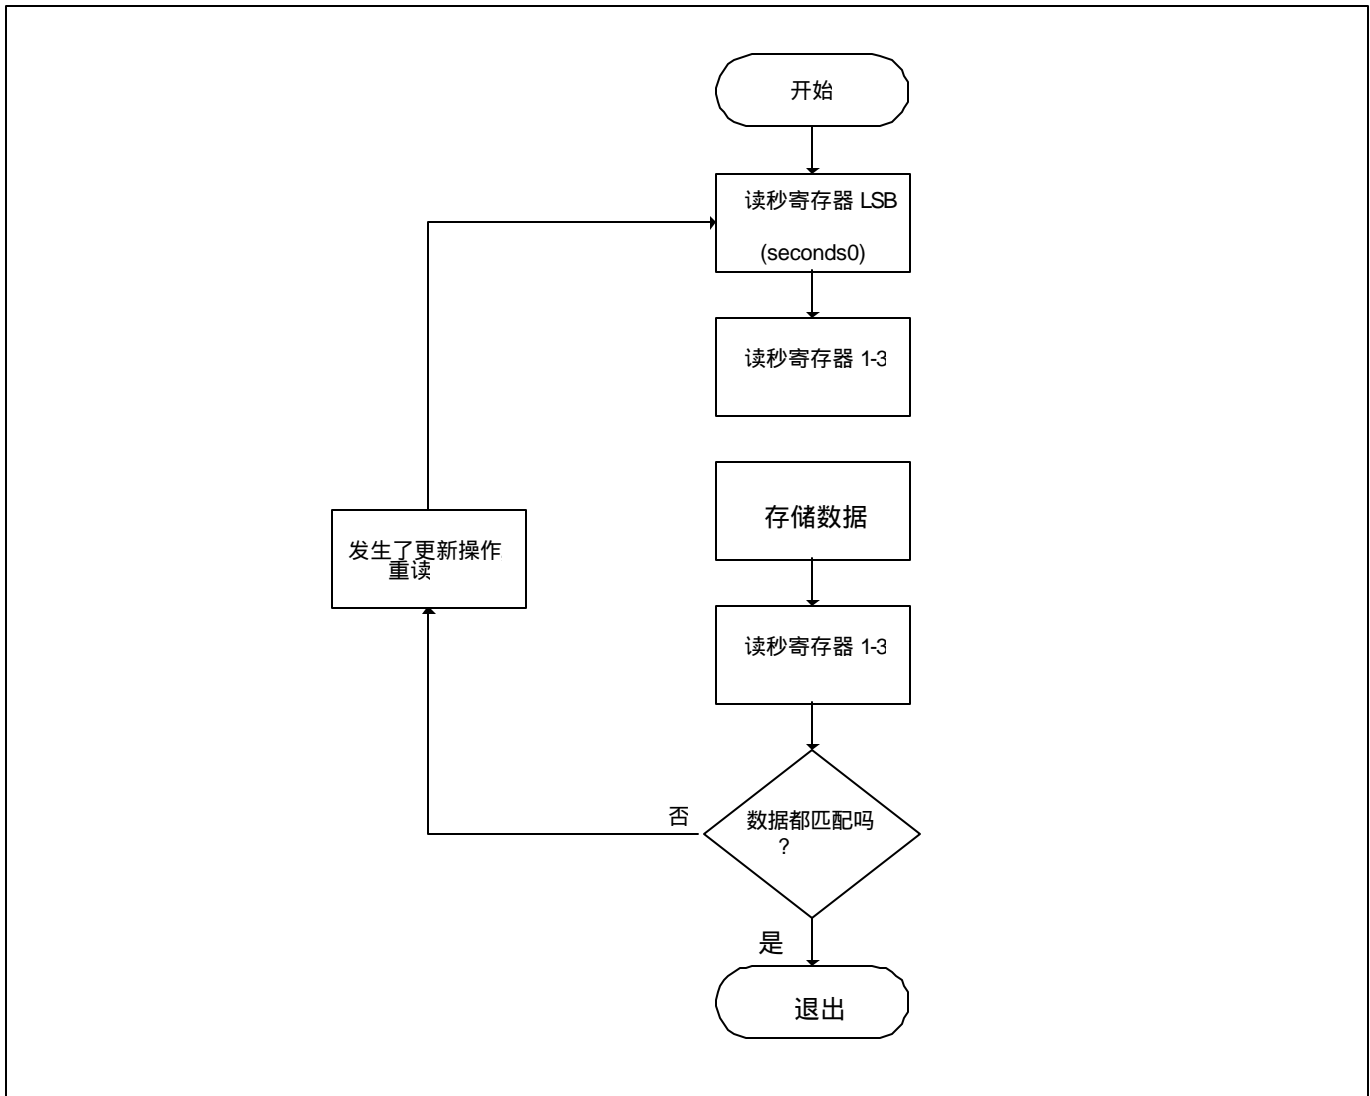 开始
读秒寄存器 LSB
(seconds0)
读秒寄存器 1-3
存储数据
发生了更新操作
重读
读秒寄存器 1-3
否
数据都匹配吗
?
是
退出